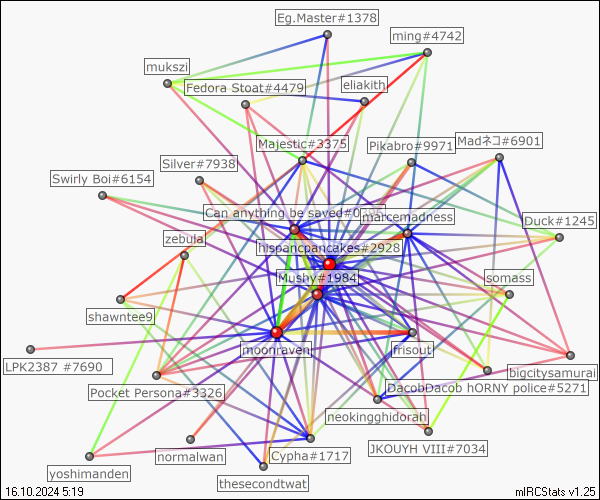 Eg.Master#1378
ming#4742
mukszi
Fedora Stoat#4479
eliakith
Majestic#3375
Pikabro#9971
Madネコ#6901
Silver#7938
Swirly Boi#6154
Can anything be saved#0
marcemadness
Duck#1245
zebula
hispancpancakes#2928
Mushy#1984
somass
shawntee9
moonraven
frisout
LPK2387 #7690
bigcitysamurai
Pocket Persona#3326
DacobDacob hORNY police#5271
neokingghidorah
JKOUYH VIII#7034
normalwan
Cypha#1717
yoshimanden
thesecondtwat
16.10.2024 5:19
mIRCStats v1.25